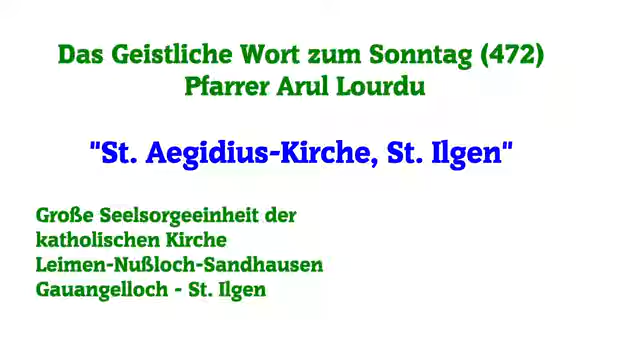 Das Geistliche Wort zum Sonntag (472)
Pfarrer Arul Lourdu
"St. Aegidius-Kirche, St. Ilgen"
Große Seelsorgeeinheit der
katholischen Kirche
Leimen-Nußloch-Sandhausen
Gauangelloch - St. Ilgen